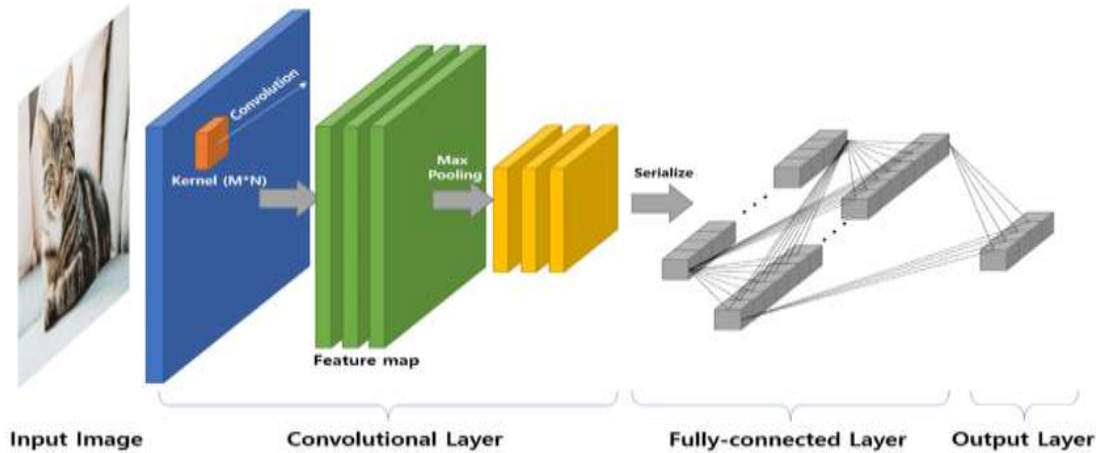 Convolution
Kernel (M*N)
Max
Pooling
Serialize
Feature map
Input Image
Convolutional Layer
Fully-connected Layer
Output Layer